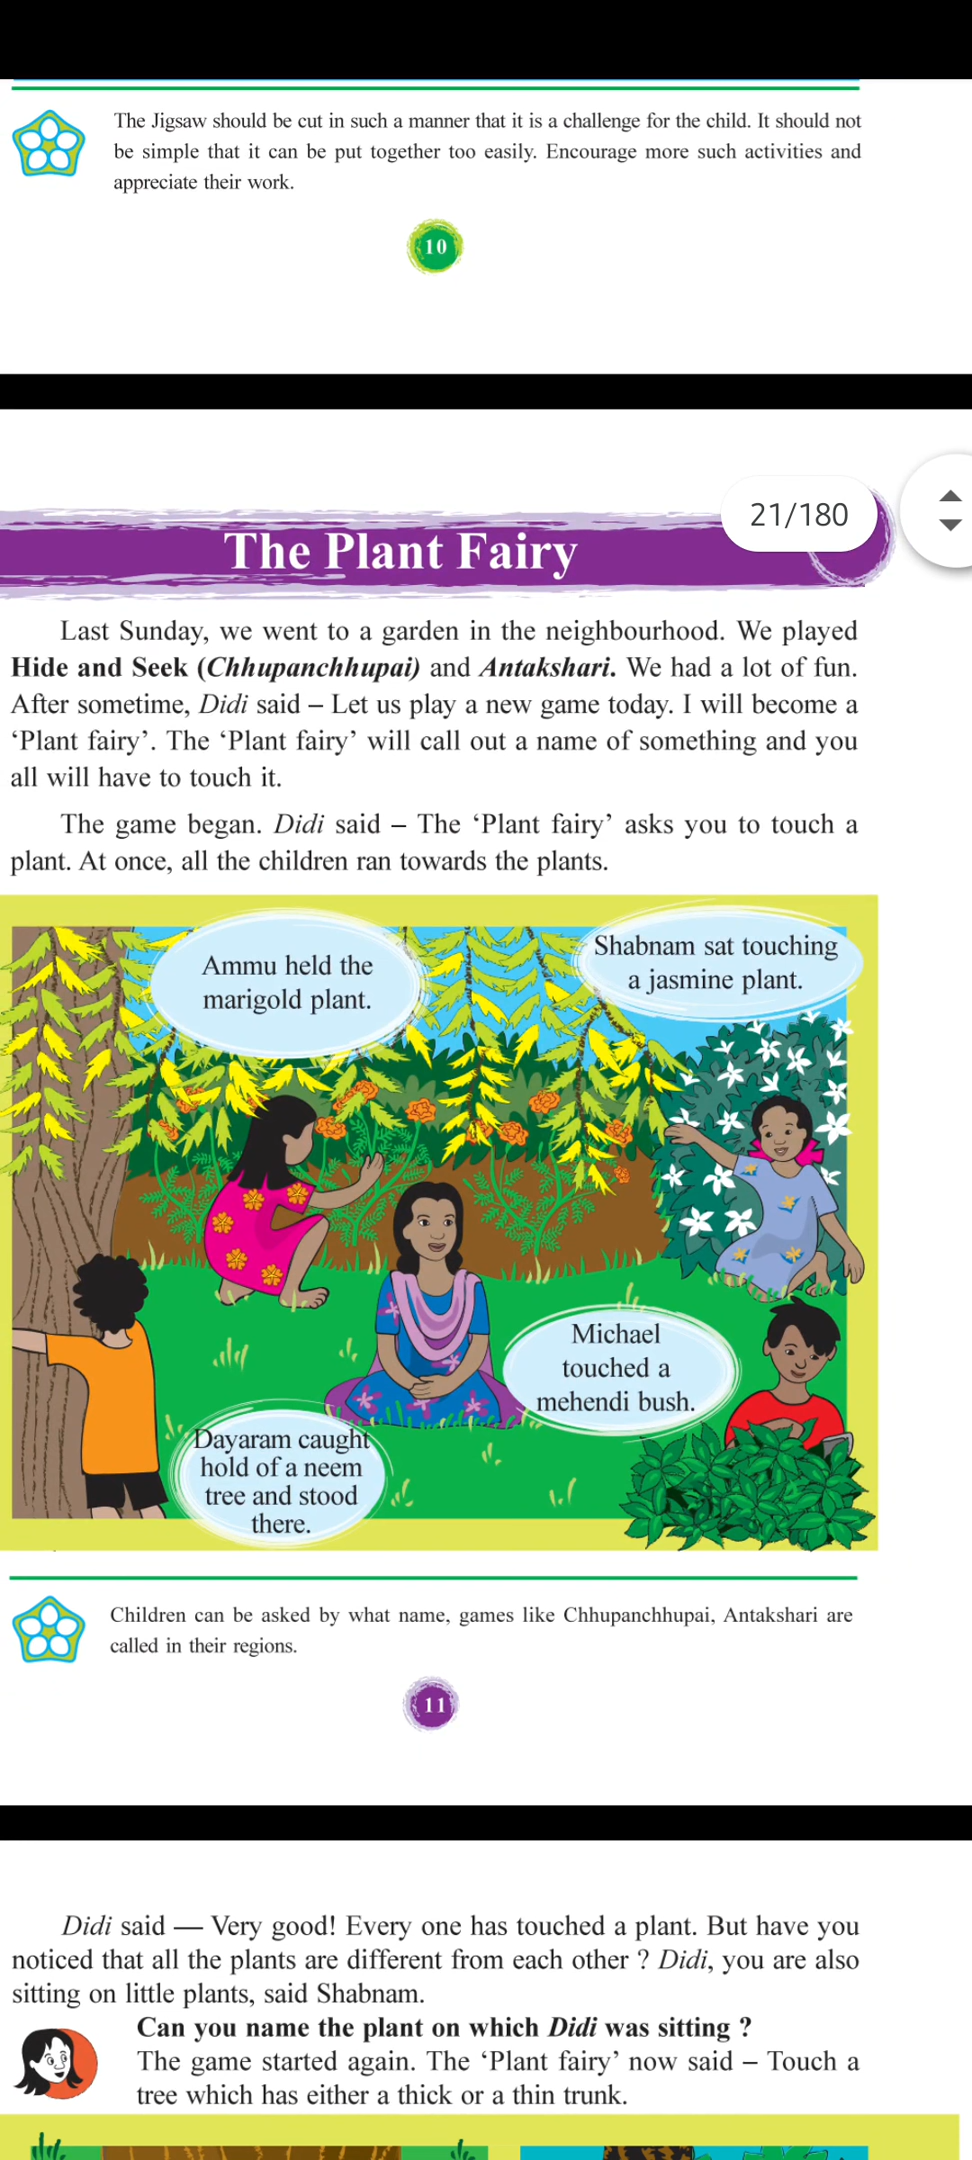 The Jigsaw should be cut in such a manner that it is a challenge for the child. It should not
be simple that it can be put together too easily. Encourage more such activities and
appreciate their work.
10
21/180
The Plant Fairy
Last Sunday, we went to a garden in the neighbourhood. We played
Hide and Seek (Chhupanchhupai) and Antakshari. We had a lot of fun.
After sometime, Didi said – Let us play a new game today. I will become a
‘Plant fairy’. The ‘Plant fairy’ will call out a name of something and you
all will have to touch it.
The game began. Didi said – The ‘Plant fairy’ asks you to touch a
plant. At once, all the children ran towards the plants.
Ammu held the
marigold plant.
Shabnam sat touching
a jasmine plant.
Michael
touched a
mehendi bush.
Dayaram caught
hold of a neem
tree and stood
there.
Children can be asked by what name, games like Chhupanchhupai, Antakshari are
called in their regions.
11
Didi said — Very good! Every one has touched a plant. But have you
noticed that all the plants are different from each other ? Didi, you are also
sitting on little plants, said Shabnam.
Can you name the plant on which Didi was sitting ?
The game started again. The ‘Plant fairy’ now said – Touch a
tree which has either a thick or a thin trunk.